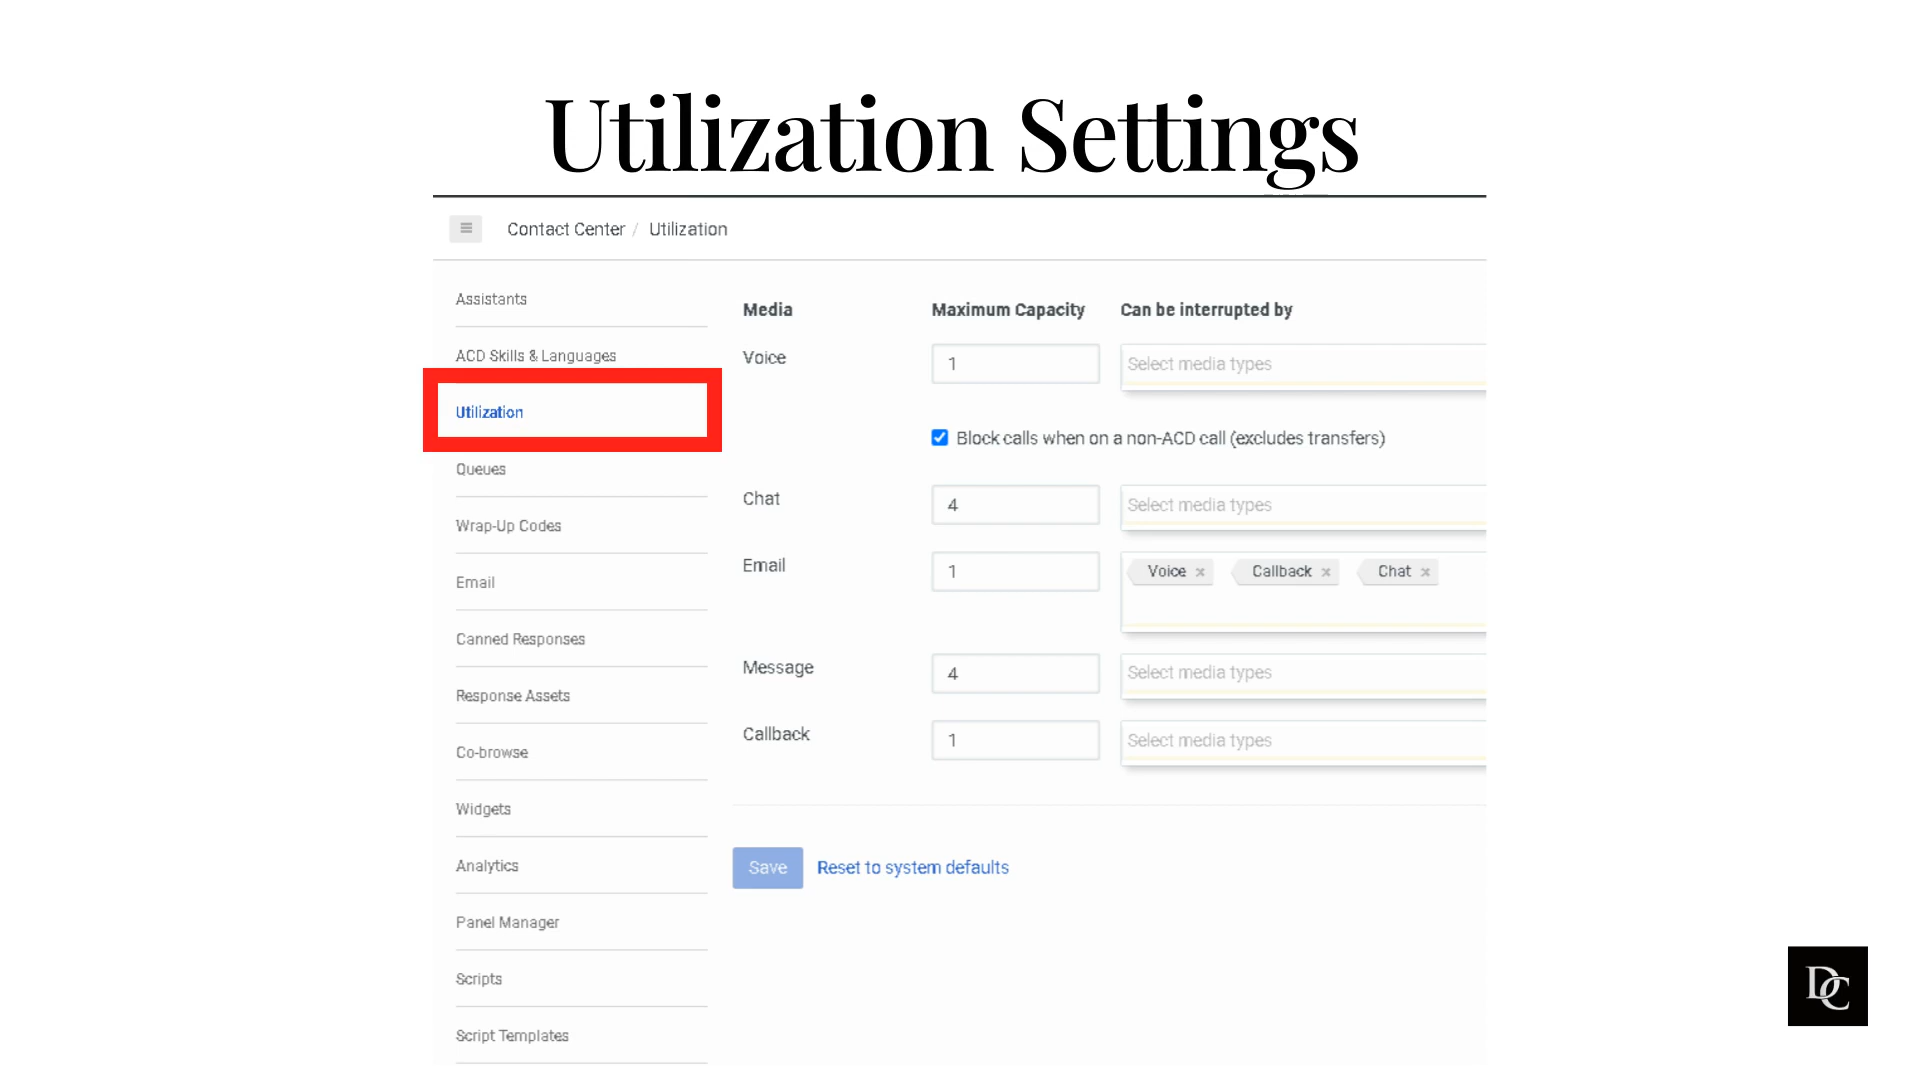 Utilization Settings
Contact Center / Utilization
Assistants
ACD Skills & Languages
Utilization
Queues
Wrap-Up Codes
Email
Canned Responses
Response Assets
Co-browse
Widgets
Analytics
Panel Manager
Scripts
Script Templates
Media Maximum Capacity Can be interrupted by
Voice 1 Select media types
Block calls when on a non-ACD call (excludes transfers)
Chat 4 Select media types
Email 1 Voice × Callback × Chat ×
Message 4 Select media types
Callback 1 Select media types
Save Reset to system defaults
DC